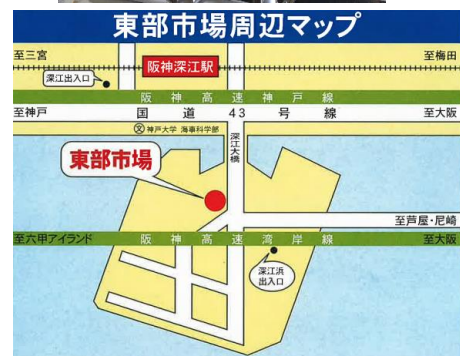 東部市場周辺マップ
至三宮
阪神深江駅
至梅田
深江出入口
阪神高速神戸線
至神戸
国道43号線
至大阪
文 神戸大学 海事科学部
深江大橋
東部市場
至芦屋・尼崎
至六甲アイランド
阪神高速湾岸線
至大阪
深江浜
出入口